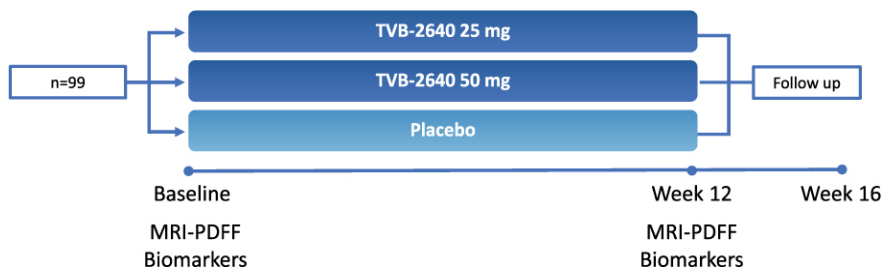 TVB-2640 25 mg
n=99
TVB-2640 50 mg
Follow up
Placebo
Baseline
Week 12
Week 16
MRI-PDFF
MRI-PDFF
Biomarkers
Biomarkers